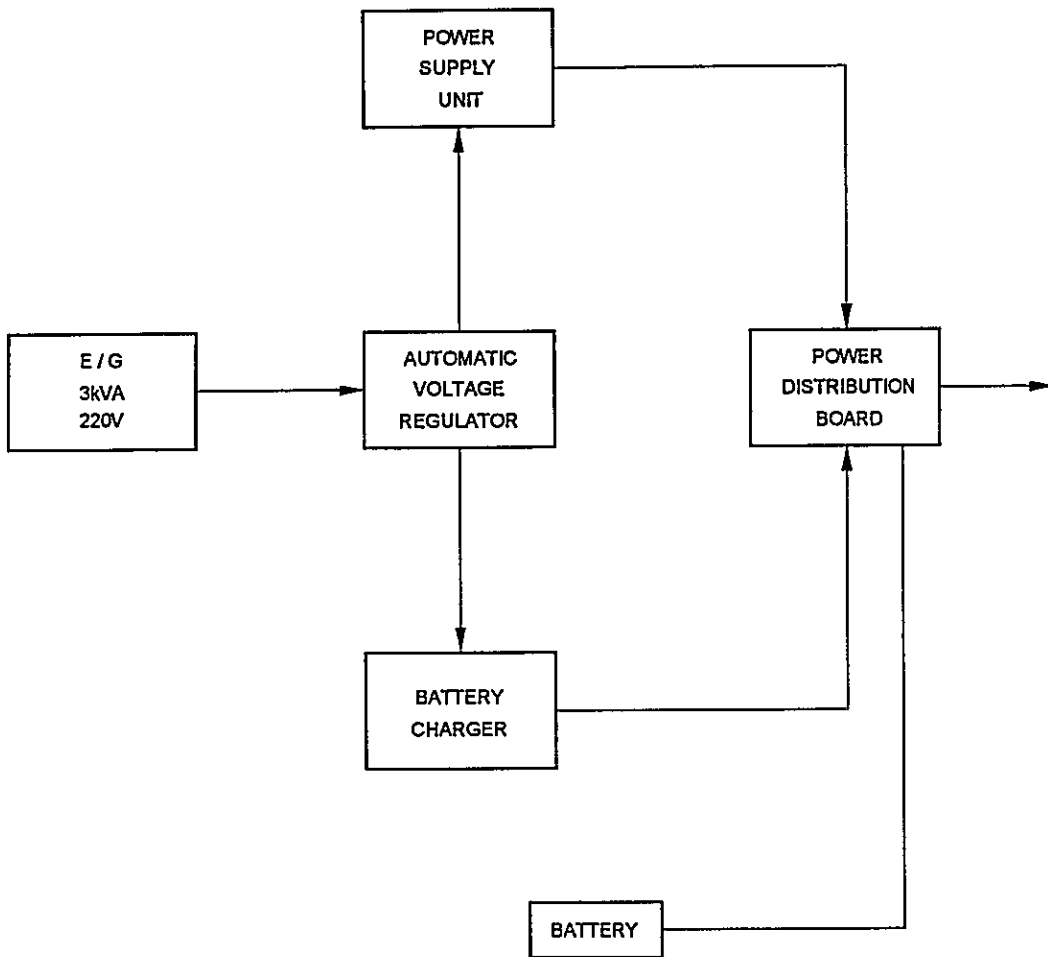 POWER
SUPPLY
UNIT
E / G
3kVA
220V
AUTOMATIC
VOLTAGE
REGULATOR
POWER
DISTRIBUTION
BOARD
BATTERY
CHARGER
BATTERY